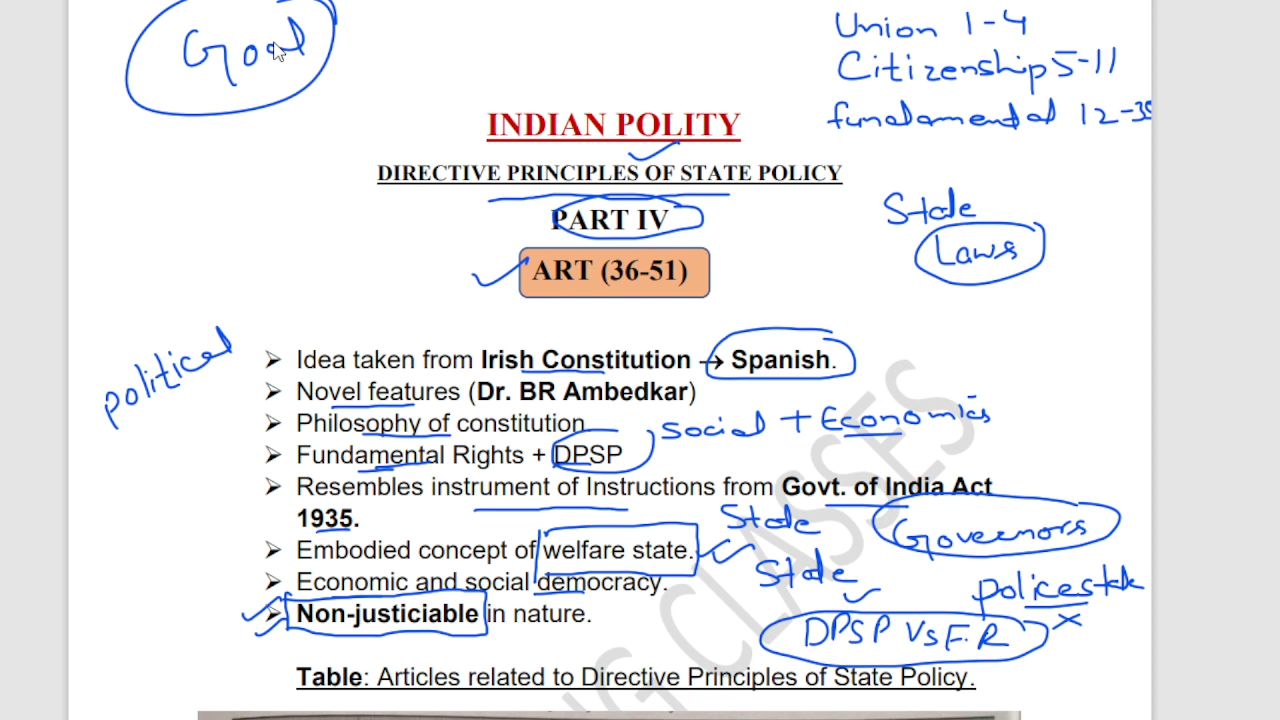 Goal
Union 1-4
Citizenship 5-11
fundamental 12-35
INDIAN POLITY
DIRECTIVE PRINCIPLES OF STATE POLICY
PART IV
State
Laws
ART (36-51)
political
➢ Idea taken from Irish Constitution → Spanish.
➢ Novel features (Dr. BR Ambedkar)
➢ Philosophy of constitution
social + Economics
➢ Fundamental Rights + DPSP
➢ Resembles instrument of Instructions from Govt. of India Act
1935.
State Governors
➢ Embodied concept of welfare state.
State
➢ Economic and social democracy.
police state
➢ Non-justiciable in nature.
DPSP Vs F.R
Table: Articles related to Directive Principles of State Policy.